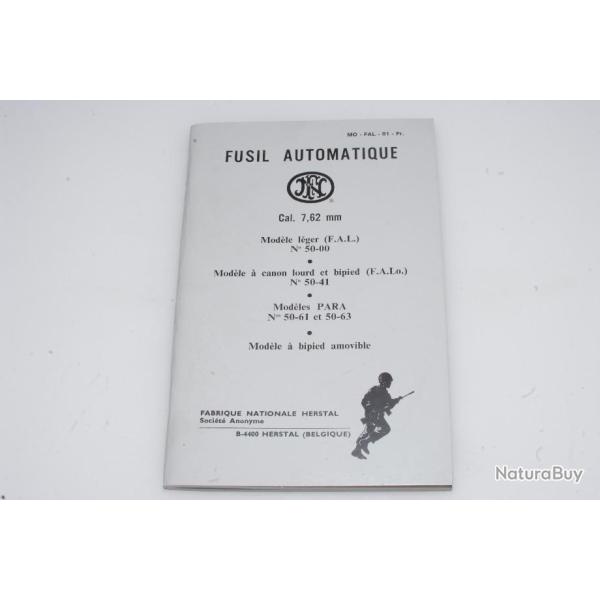 MO - FAL - 01 - Fr.
FUSIL AUTOMATIQUE
FN
®
Cal. 7,62 mm
Modèle léger (F.A.L.)
N° 50-00
•
Modèle à canon lourd et bipied (F.A.Lo.)
N° 50-41
•
Modèles PARA
Nos 50-61 et 50-63
•
Modèle à bipied amovible
FABRIQUE NATIONALE HERSTAL
Société Anonyme
B-4400 HERSTAL (BELGIQUE)
NaturaBuy